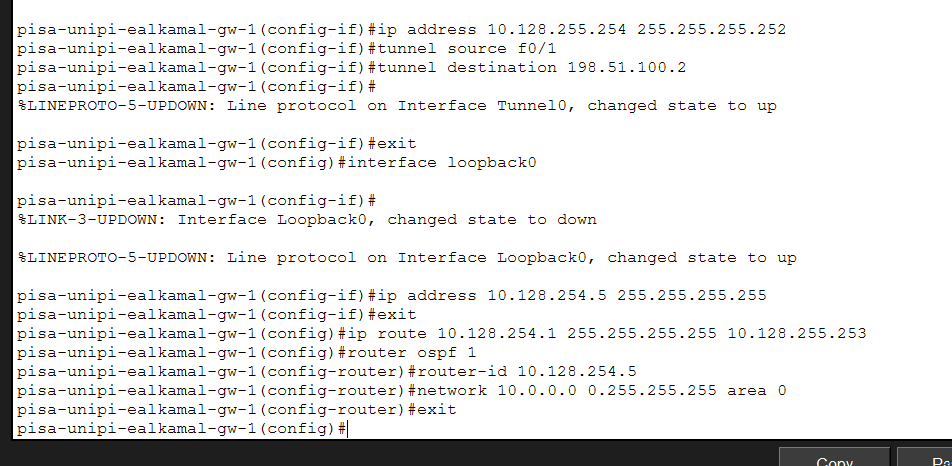 pisa-unipi-ealkamal-gw-1(config-if)#ip address 10.128.255.254 255.255.255.252
pisa-unipi-ealkamal-gw-1(config-if)#tunnel source f0/1
pisa-unipi-ealkamal-gw-1(config-if)#tunnel destination 198.51.100.2
pisa-unipi-ealkamal-gw-1(config-if)#
%LINEPROTO-5-UPDOWN: Line protocol on Interface Tunnel0, changed state to up
pisa-unipi-ealkamal-gw-1(config-if)#exit
pisa-unipi-ealkamal-gw-1(config)#interface loopback0
pisa-unipi-ealkamal-gw-1(config-if)#
%LINK-3-UPDOWN: Interface Loopback0, changed state to down
%LINEPROTO-5-UPDOWN: Line protocol on Interface Loopback0, changed state to up
pisa-unipi-ealkamal-gw-1(config-if)#ip address 10.128.254.5 255.255.255.255
pisa-unipi-ealkamal-gw-1(config-if)#exit
pisa-unipi-ealkamal-gw-1(config)#ip route 10.128.254.1 255.255.255.255 10.128.255.253
pisa-unipi-ealkamal-gw-1(config)#router ospf 1
pisa-unipi-ealkamal-gw-1(config-router)#router-id 10.128.254.5
pisa-unipi-ealkamal-gw-1(config-router)#network 10.0.0.0 0.255.255.255 area 0
pisa-unipi-ealkamal-gw-1(config-router)#exit
pisa-unipi-ealkamal-gw-1(config)#
Copy